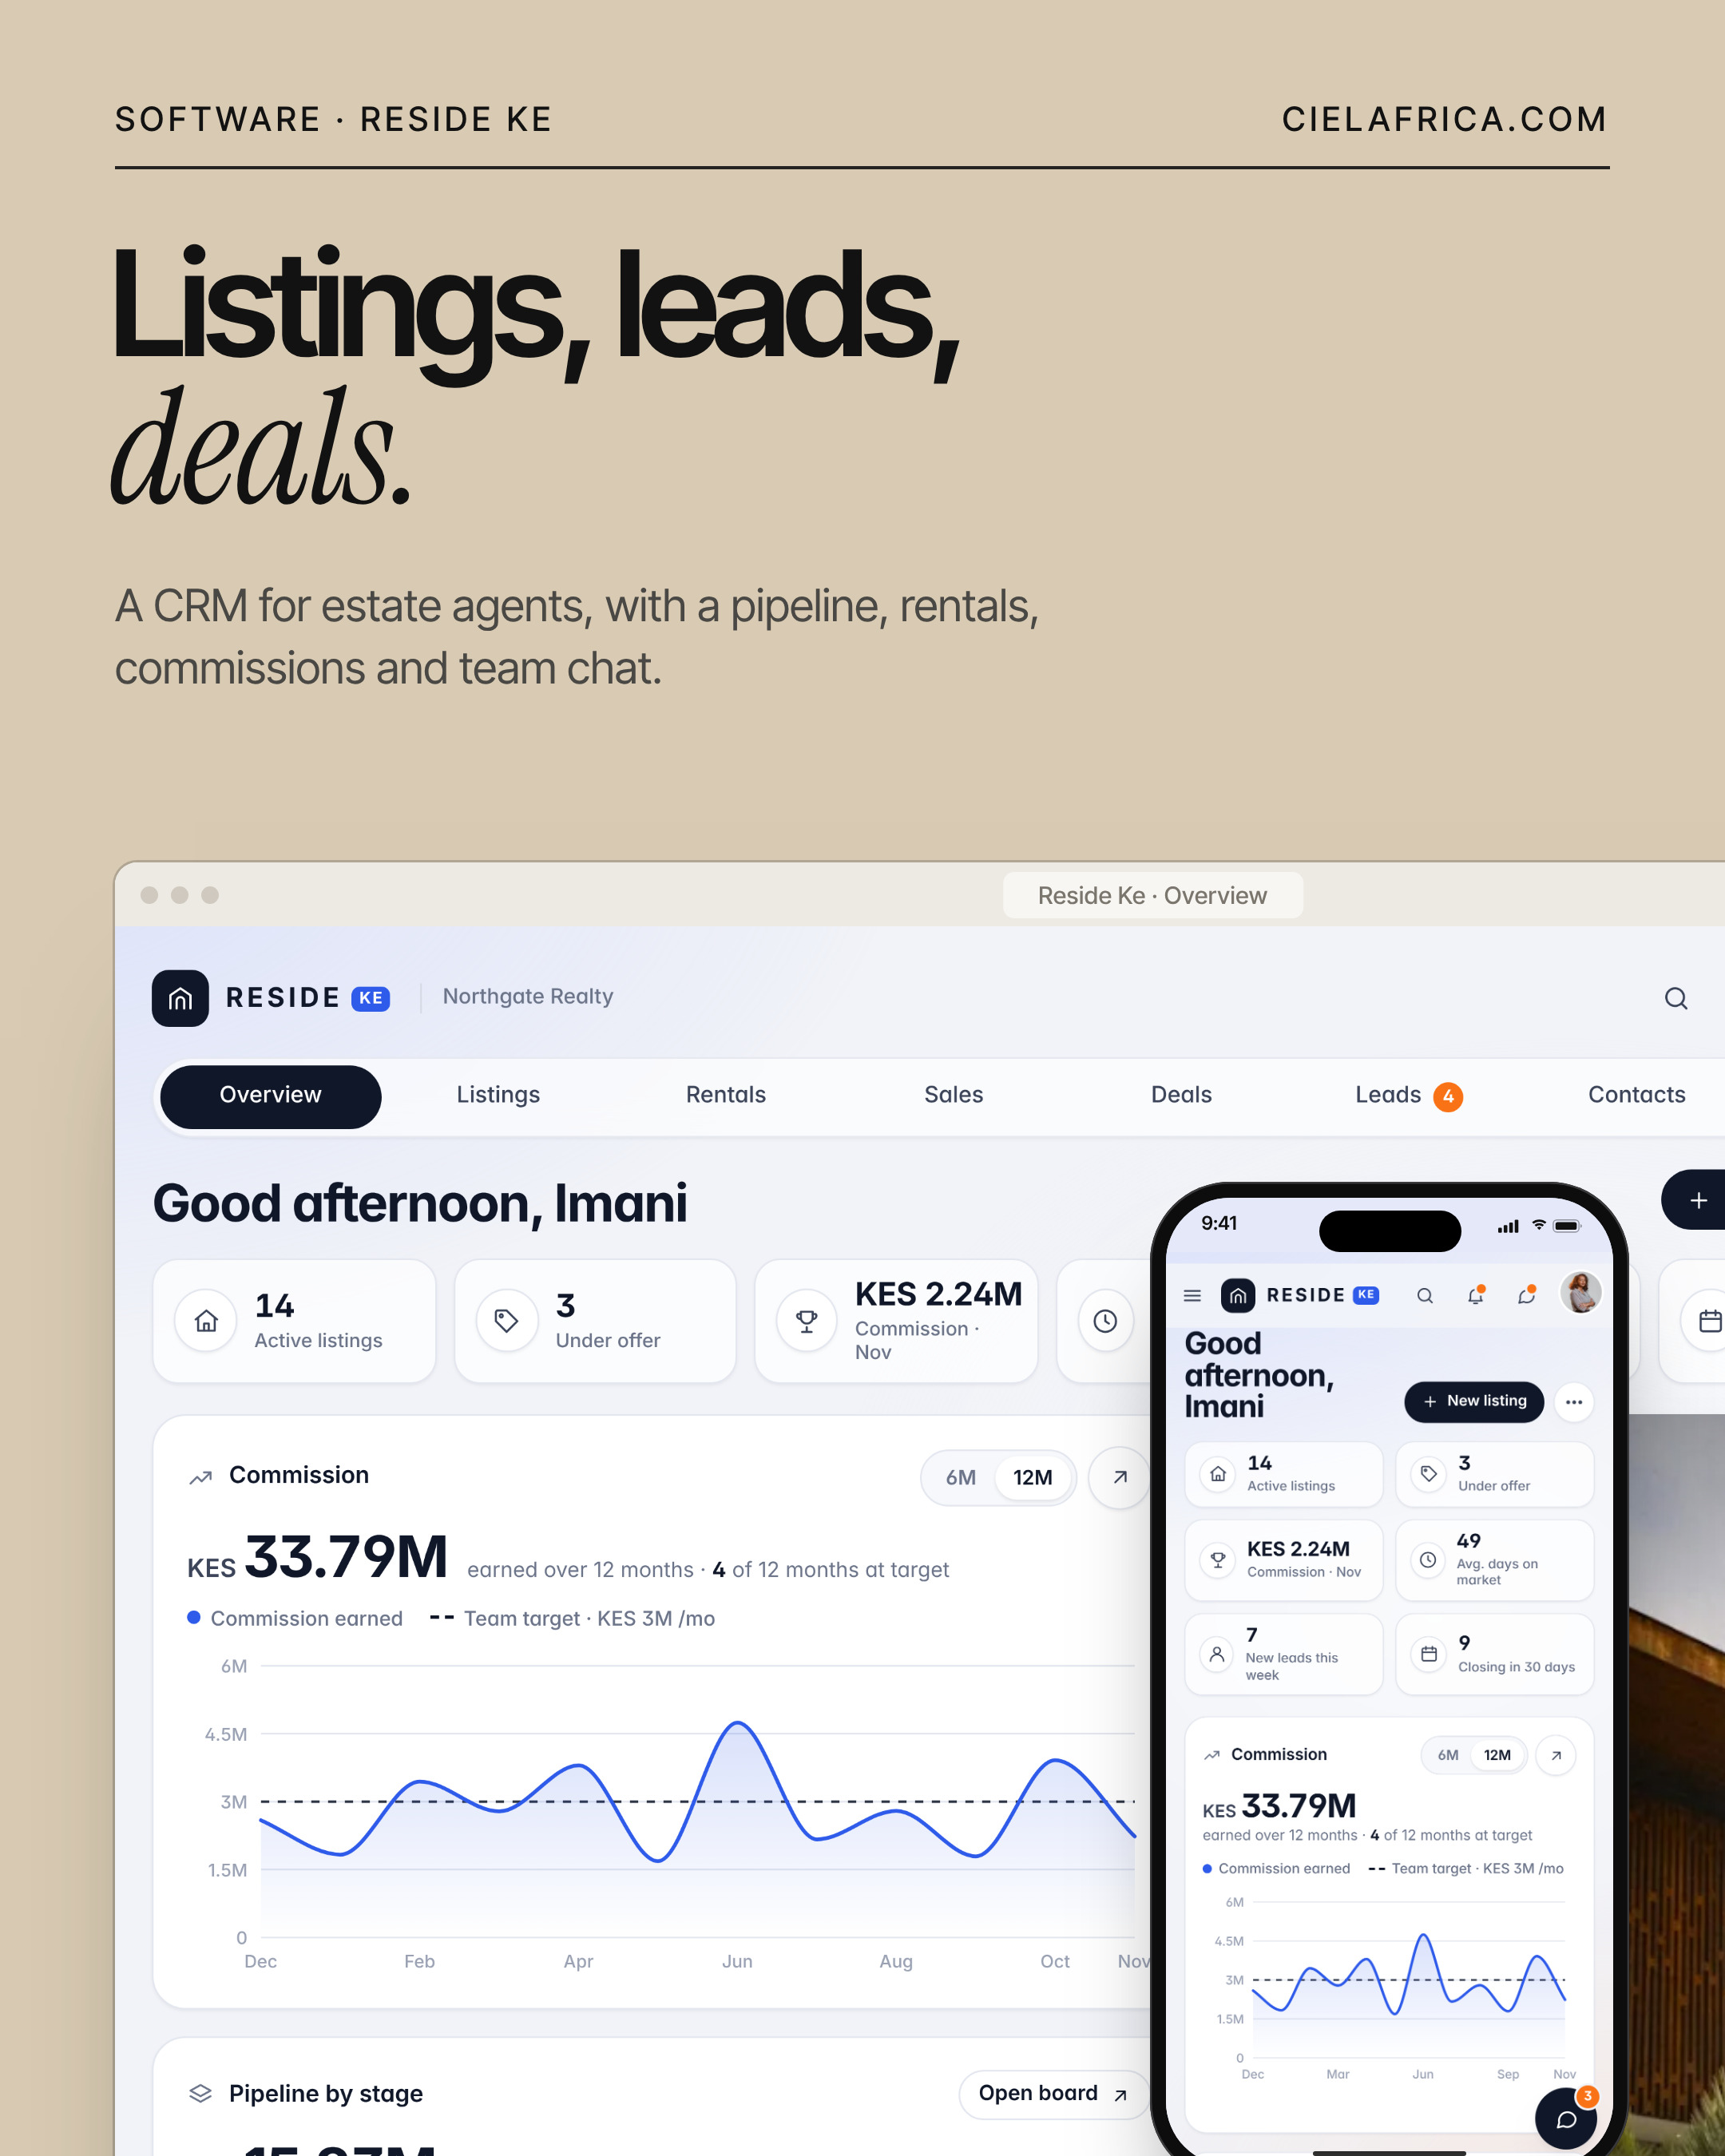 SOFTWARE · RESIDE KE
CIELAFRICA.COM
Listings, leads,
deals.
A CRM for estate agents, with a pipeline, rentals,
commissions and team chat.
Reside Ke · Overview
RESIDE KE
Northgate Realty
Overview
Listings
Rentals
Sales
Deals
Leads 4
Contacts
Good afternoon, Imani
14
Active listings
3
Under offer
KES 2.24M
Commission ·
Nov
Commission
6M 12M
KES 33.79M earned over 12 months · 4 of 12 months at target
Commission earned -- Team target · KES 3M /mo
6M
4.5M
3M
1.5M
0
Dec Feb Apr Jun Aug Oct Nov
Pipeline by stage
Open board
9:41
RESIDE KE
Good
afternoon,
Imani
+ New listing
14
Active listings
3
Under offer
KES 2.24M
Commission · Nov
49
Avg. days on
market
7
New leads this
week
9
Closing in 30 days
Commission
6M 12M
KES 33.79M
earned over 12 months · 4 of 12 months at target
Commission earned -- Team target · KES 3M /mo
6M
4.5M
3M
1.5M
0
Dec Mar Jun Sep Nov
3